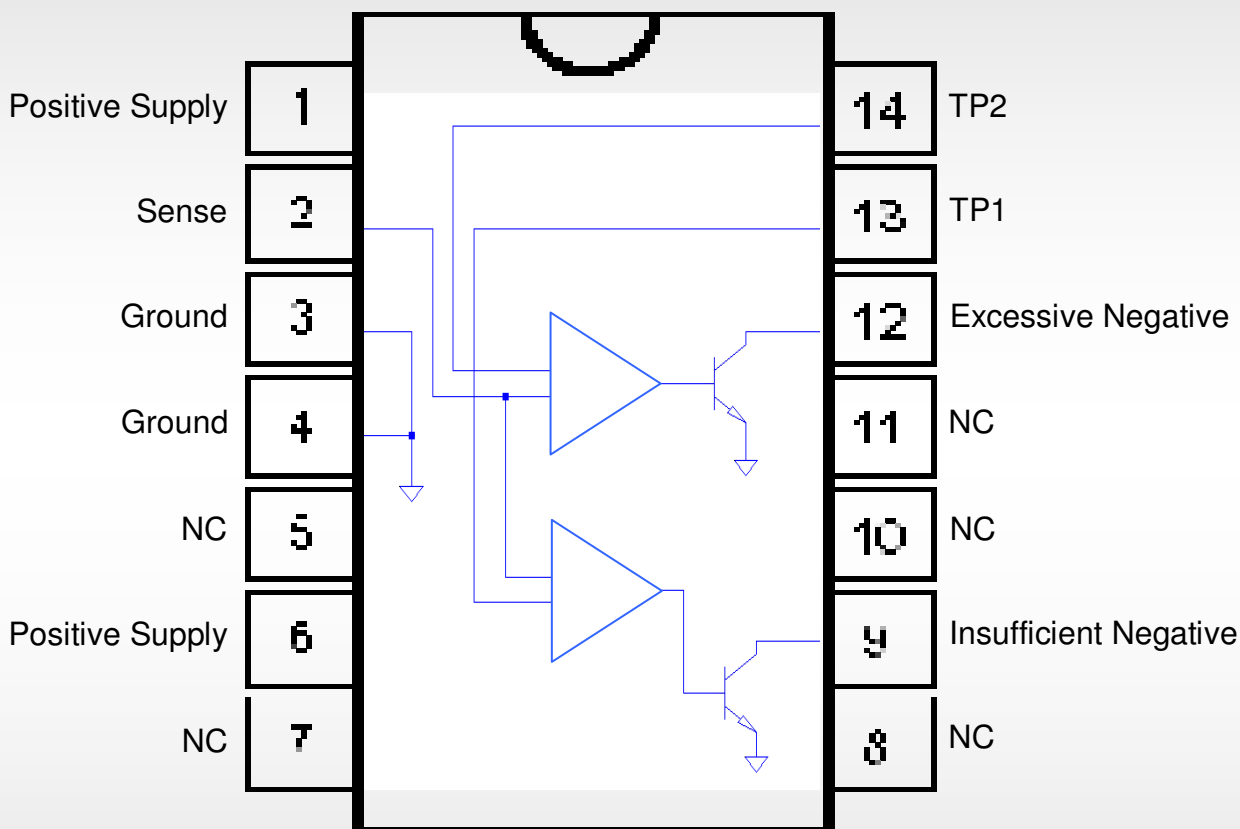 Positive Supply 1 14 TP2
Sense 2 13 TP1
Ground 3 12 Excessive Negative
Ground 4 11 NC
NC 5 10 NC
Positive Supply 6 9 Insufficient Negative
NC 7 8 NC